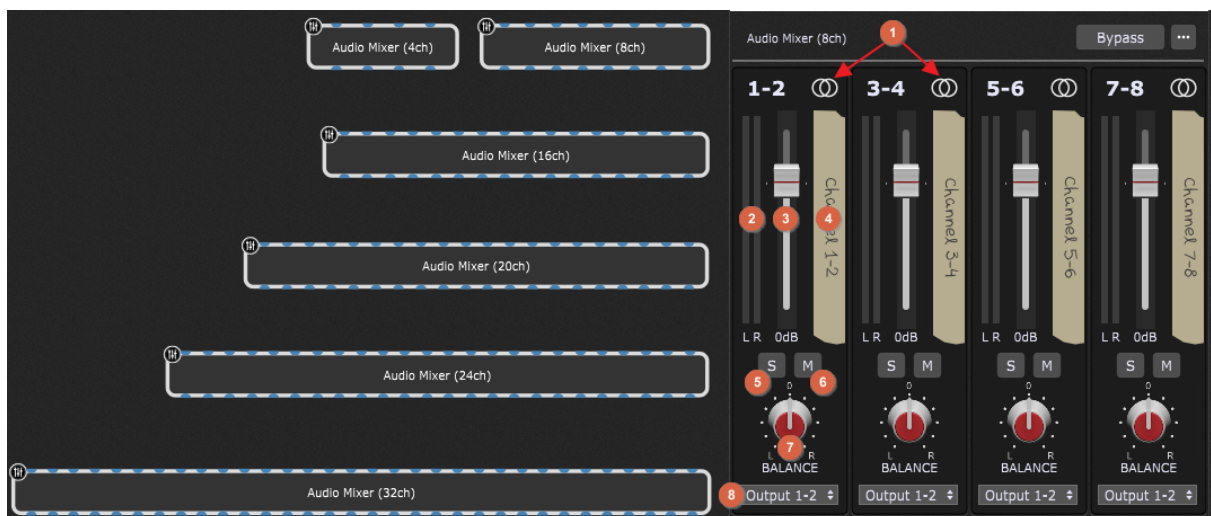 Audio Mixer (4ch)
Audio Mixer (8ch)
Audio Mixer (16ch)
Audio Mixer (20ch)
Audio Mixer (24ch)
Audio Mixer (32ch)
Audio Mixer (8ch)
1
Bypass
...
1-2
3-4
5-6
7-8
2
3
4
Channel 1-2
Channel 3-4
Channel 5-6
Channel 7-8
L R 0dB
L R 0dB
L R 0dB
L R 0dB
S M
S M
S M
S M
5
6
0
0
0
0
7
L R
L R
L R
L R
BALANCE
BALANCE
BALANCE
BALANCE
8
Output 1-2
Output 1-2
Output 1-2
Output 1-2